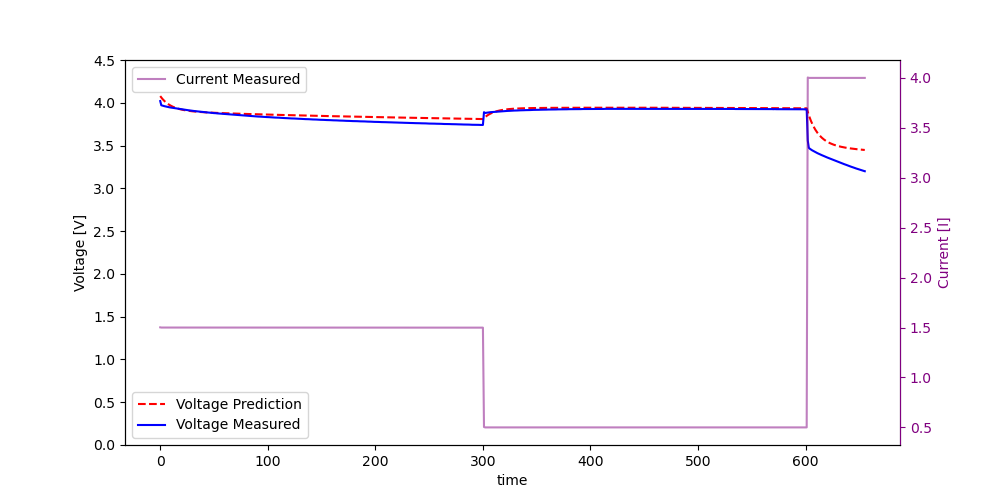 Current Measured
Voltage Prediction
Voltage Measured
4.5
4.0
3.5
3.0
2.5
2.0
1.5
1.0
0.5
0.0
Voltage [V]
4.0
3.5
3.0
2.5
2.0
1.5
1.0
0.5
Current [I]
0 100 200 300 400 500 600
time